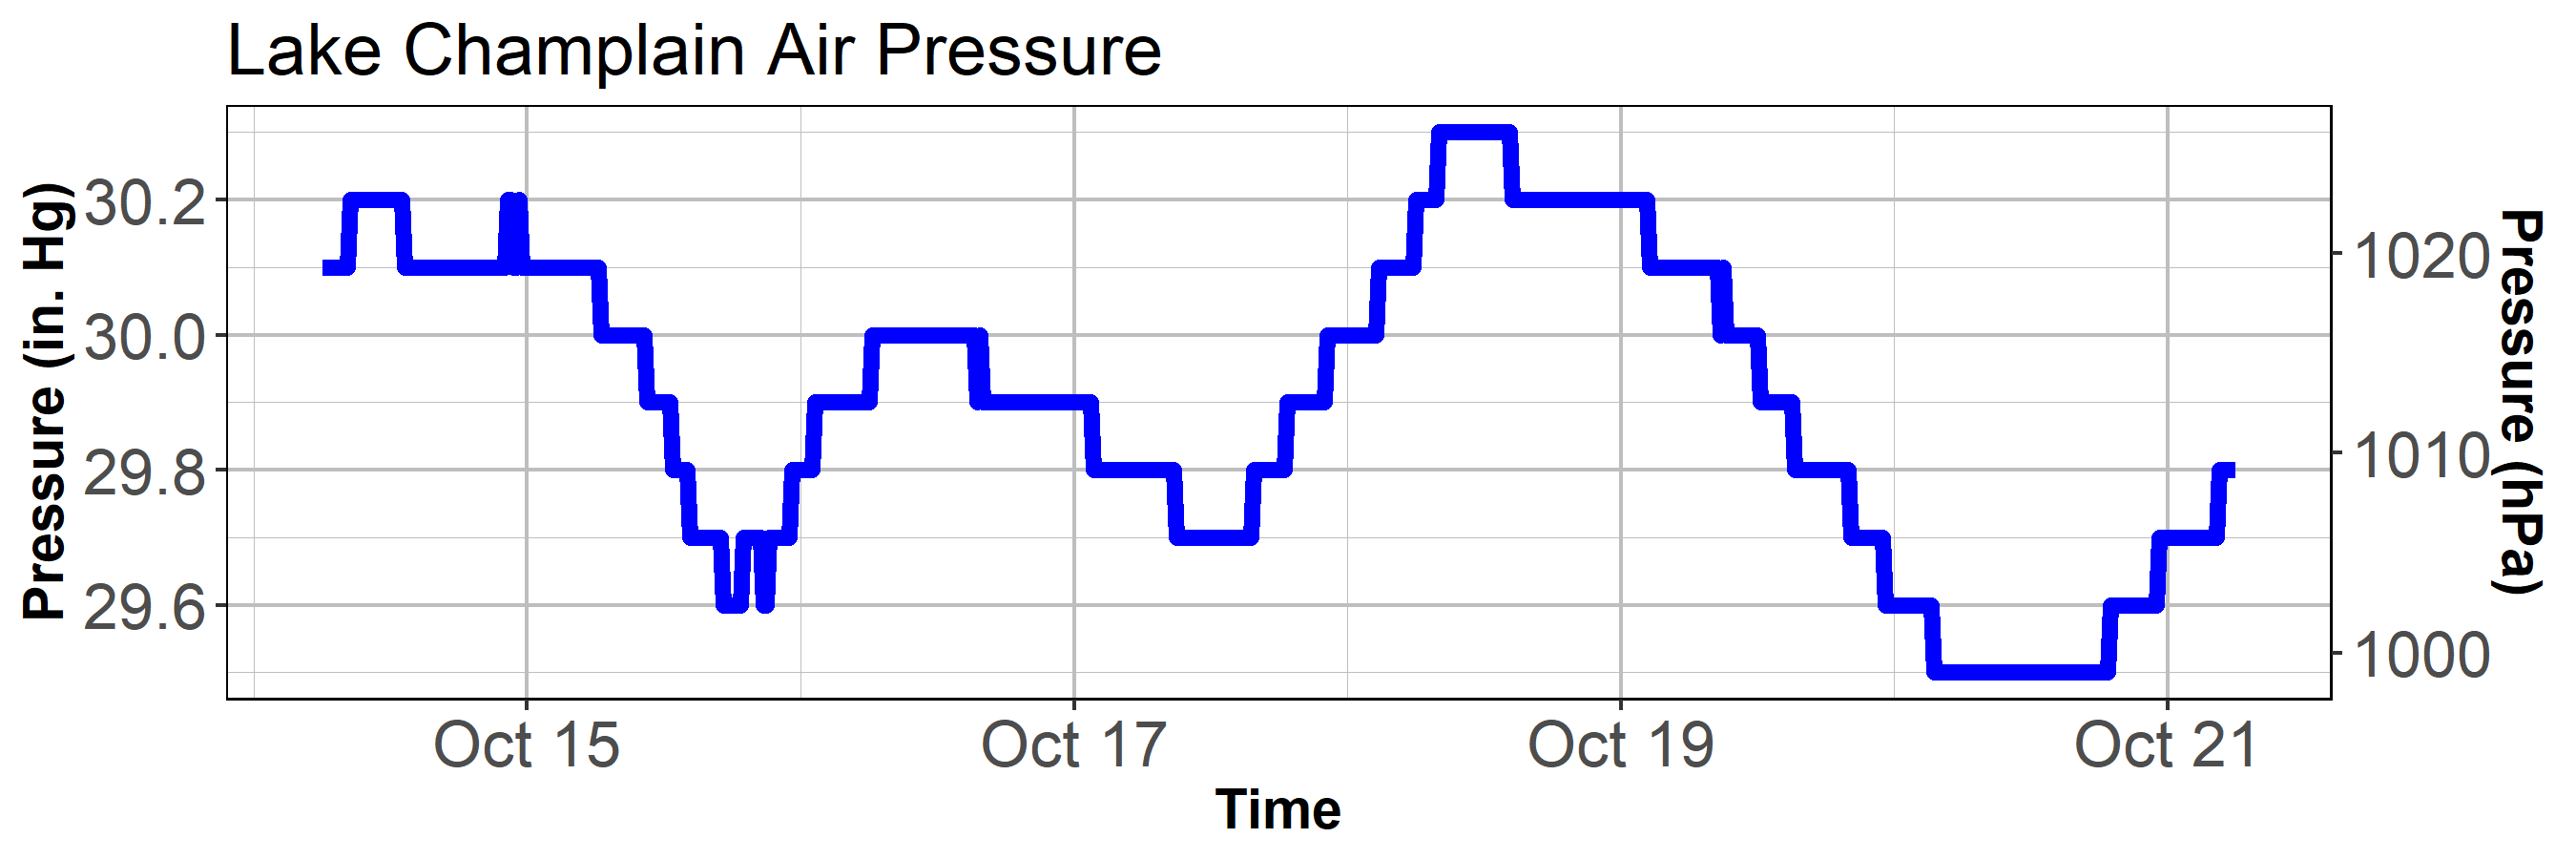 Lake Champlain Air Pressure
Pressure (in. Hg)
30.2
30.0
29.8
29.6
1020
1010
1000
Pressure (hPa)
Oct 15 Oct 17 Oct 19 Oct 21
Time